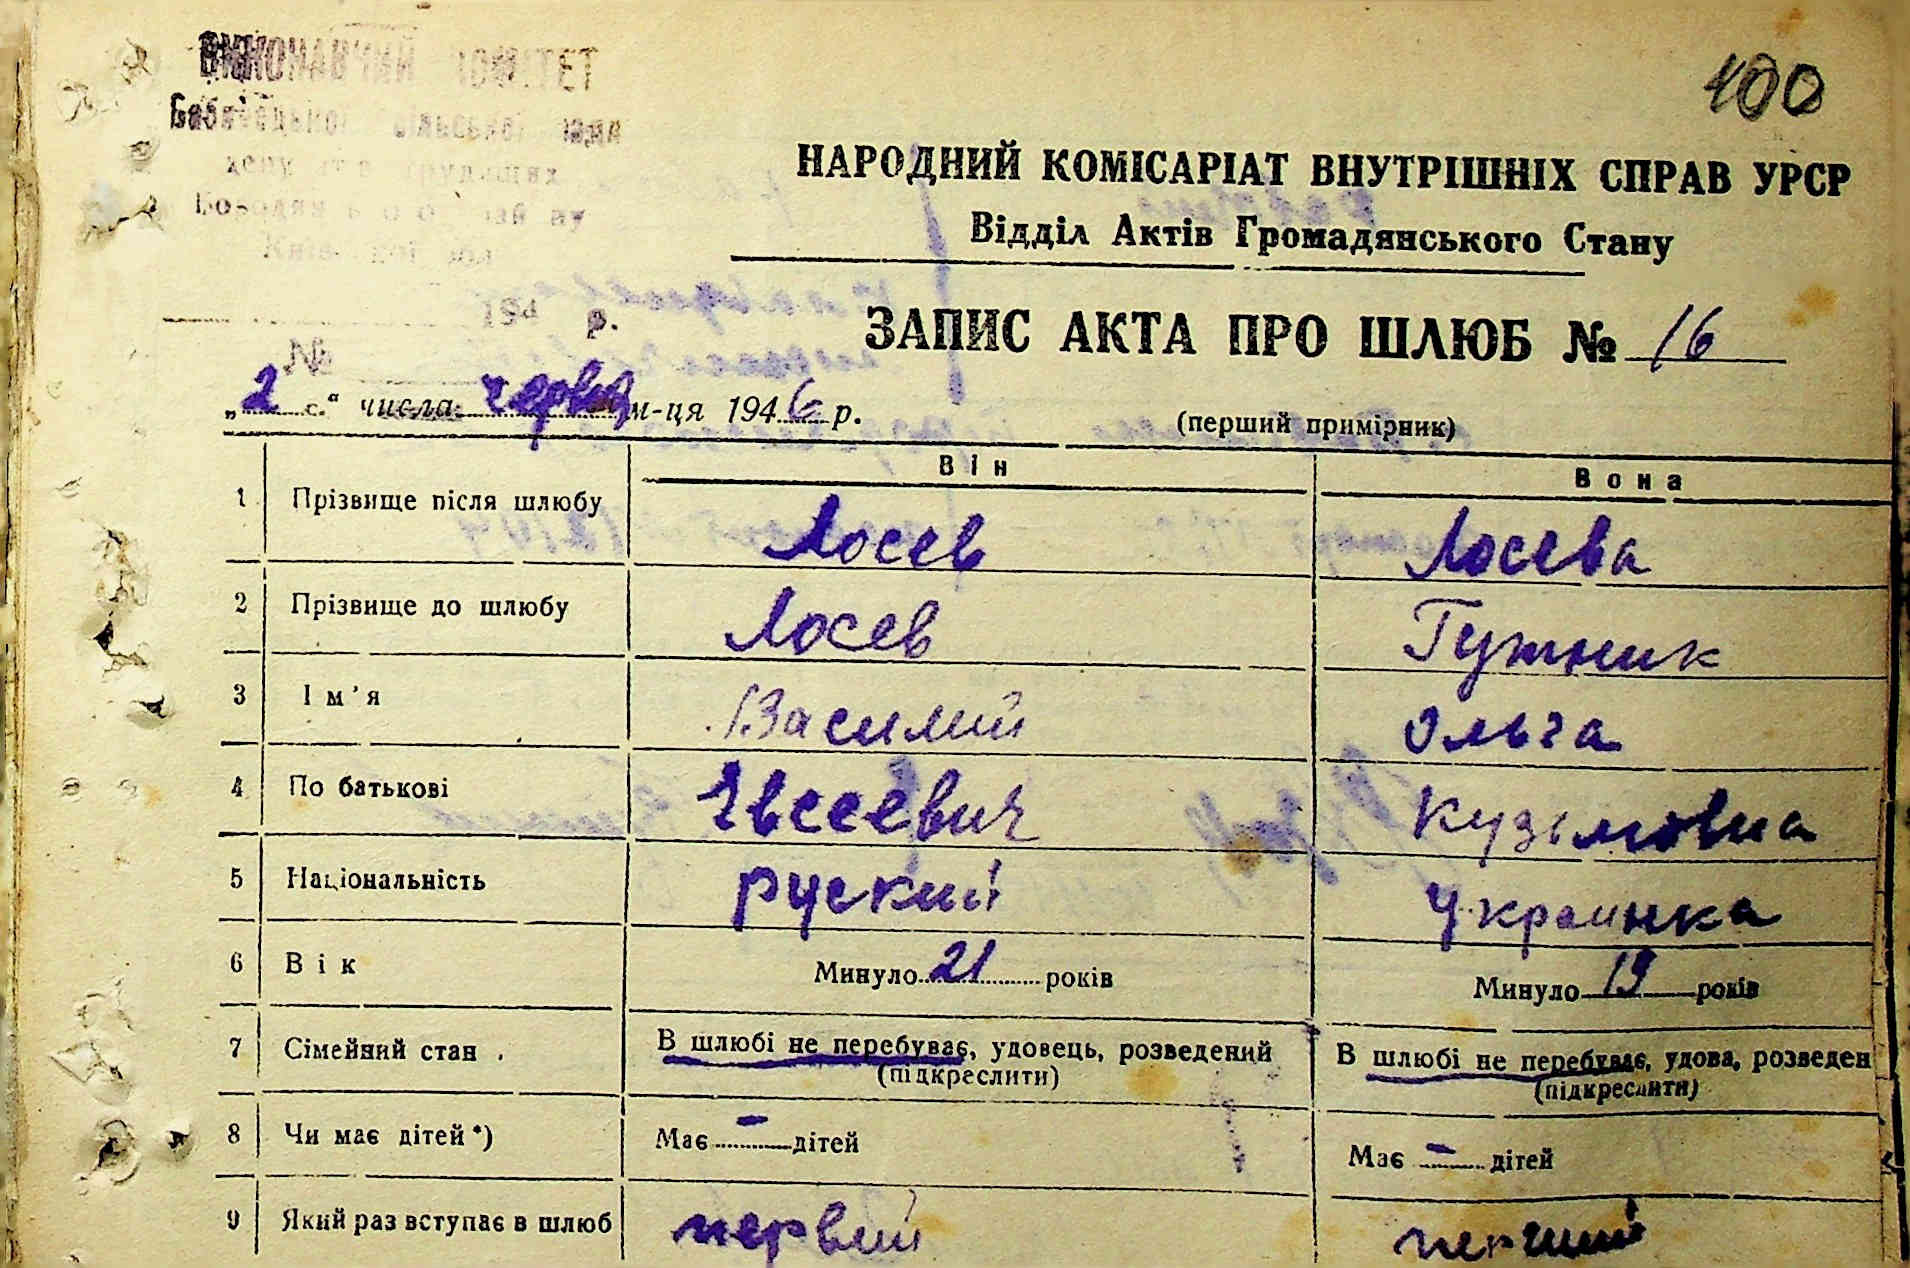 ВИКОНАВЧИЙ КОМІТЕТ
100
НАРОДНИЙ КОМІСАРІАТ ВНУТРІШНІХ СПРАВ УРСР
Відділ Актів Громадянського Стану
194 р.
№
ЗАПИС АКТА ПРО ШЛЮБ № 16
„2 с.“ числа червня м-ця 1946 р.
(перший примірник)
Він Вона
1 Прізвище після шлюбу Лосев Лосева
2 Прізвище до шлюбу Лосев Гужник
3 Ім'я Василий Ольга
4 По батькові Евсеевич Кузьмовна
5 Національність руский Украинка
6 Вік Минуло 21 років Минуло 19 років
7 Сімейний стан В шлюбі не перебуває, удовець, розведений В шлюбі не перебуває, удова, розведен
(підкреслити) (підкреслити)
8 Чи має дітей*) Має - дітей Має - дітей
9 Який раз вступає в шлюб первий перший